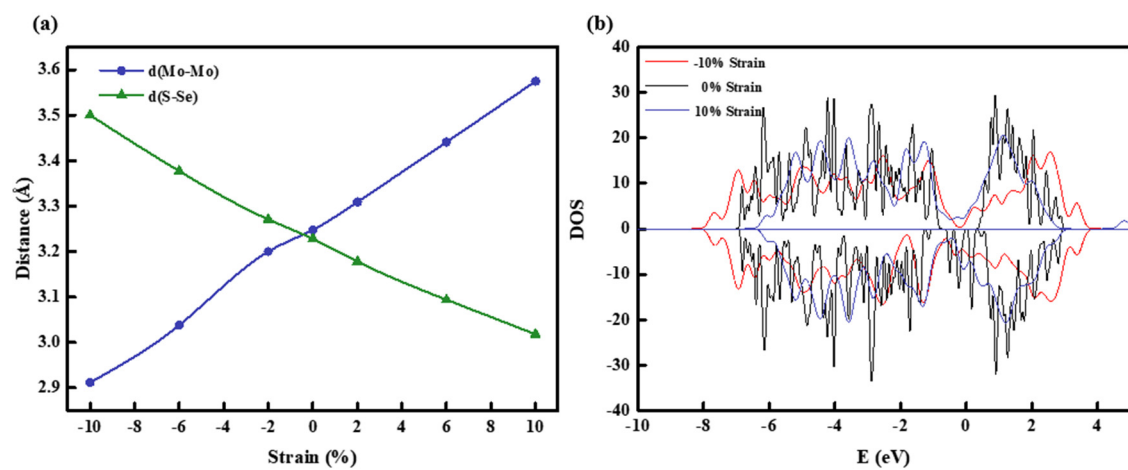 (a)
d(Mo-Mo)
d(S-Se)
3.6
3.5
3.4
3.3
3.2
3.1
3.0
2.9
Distance (Å)
-10 -8 -6 -4 -2 0 2 4 6 8 10
Strain (%)
(b)
-10% Strain
0% Strain
10% Strain
40
30
20
10
0
-10
-20
-30
-40
DOS
-10 -8 -6 -4 -2 0 2 4
E (eV)